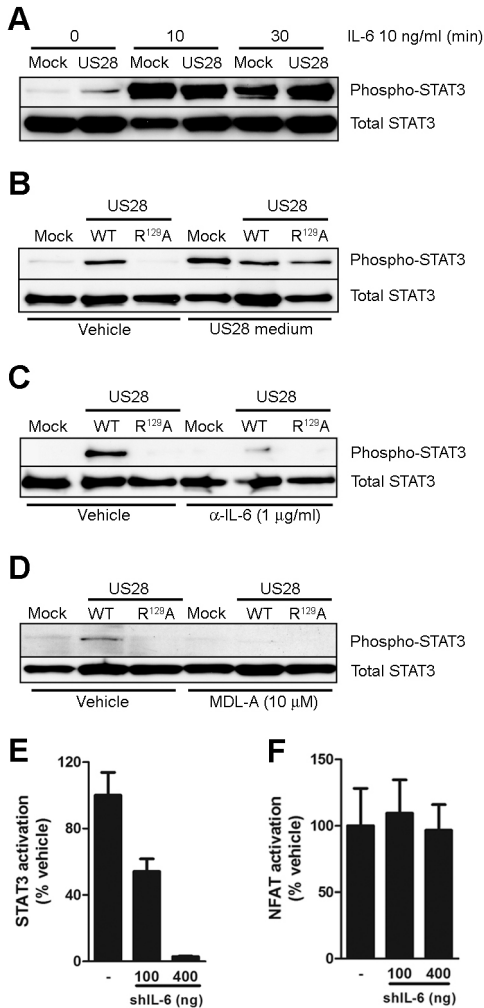 A
0 10 30 IL-6 10 ng/ml (min)
Mock US28 Mock US28 Mock US28
Phospho-STAT3
Total STAT3
B
US28 US28
Mock WT R¹²⁹A Mock WT R¹²⁹A
Phospho-STAT3
Total STAT3
Vehicle US28 medium
C
US28 US28
Mock WT R¹²⁹A Mock WT R¹²⁹A
Phospho-STAT3
Total STAT3
Vehicle α-IL-6 (1 μg/ml)
D
US28 US28
Mock WT R¹²⁹A Mock WT R¹²⁹A
Phospho-STAT3
Total STAT3
Vehicle MDL-A (10 μM)
E
STAT3 activation
(% vehicle)
120
80
40
0
- 100 400
shIL-6 (ng)
F
NFAT activation
(% vehicle)
150
100
50
0
- 100 400
shIL-6 (ng)